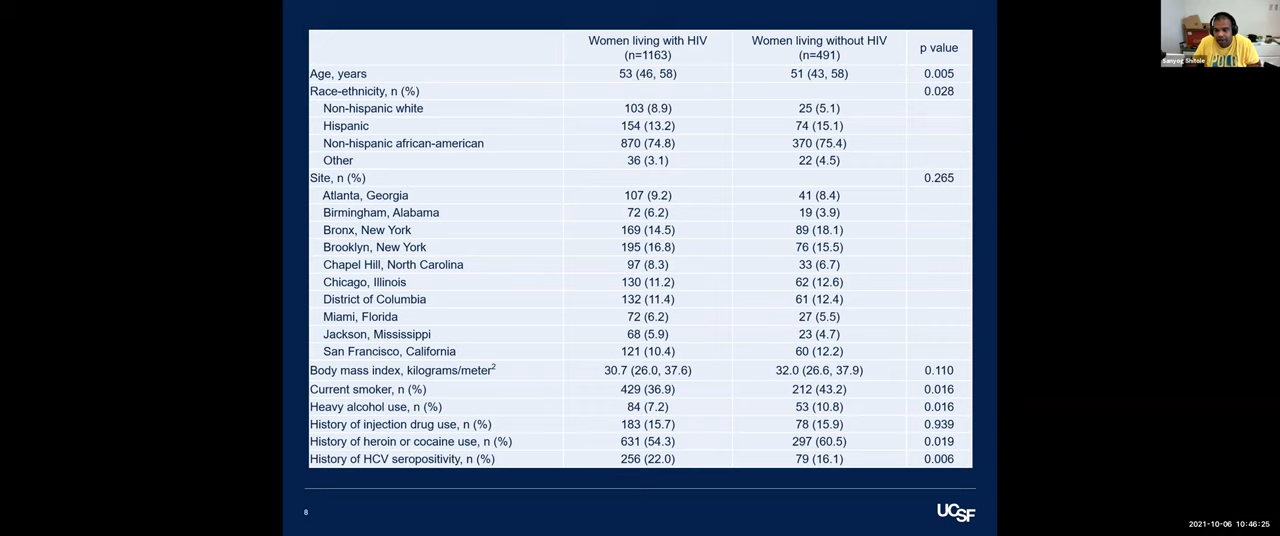 Women living with HIV (n=1163) Women living without HIV (n=491) p value
Age, years 53 (46, 58) 51 (43, 58) 0.005
Race-ethnicity, n (%) 0.028
Non-hispanic white 103 (8.9) 25 (5.1)
Hispanic 154 (13.2) 74 (15.1)
Non-hispanic african-american 870 (74.8) 370 (75.4)
Other 36 (3.1) 22 (4.5)
Site, n (%) 0.265
Atlanta, Georgia 107 (9.2) 41 (8.4)
Birmingham, Alabama 72 (6.2) 19 (3.9)
Bronx, New York 169 (14.5) 89 (18.1)
Brooklyn, New York 195 (16.8) 76 (15.5)
Chapel Hill, North Carolina 97 (8.3) 33 (6.7)
Chicago, Illinois 130 (11.2) 62 (12.6)
District of Columbia 132 (11.4) 61 (12.4)
Miami, Florida 72 (6.2) 27 (5.5)
Jackson, Mississippi 68 (5.9) 23 (4.7)
San Francisco, California 121 (10.4) 60 (12.2)
Body mass index, kilograms/meter² 30.7 (26.0, 37.6) 32.0 (26.6, 37.9) 0.110
Current smoker, n (%) 429 (36.9) 212 (43.2) 0.016
Heavy alcohol use, n (%) 84 (7.2) 53 (10.8) 0.016
History of injection drug use, n (%) 183 (15.7) 78 (15.9) 0.939
History of heroin or cocaine use, n (%) 631 (54.3) 297 (60.5) 0.019
History of HCV seropositivity, n (%) 256 (22.0) 79 (16.1) 0.006
8
UCSF
Sanyog Shitole
2021-10-06 10:46:25